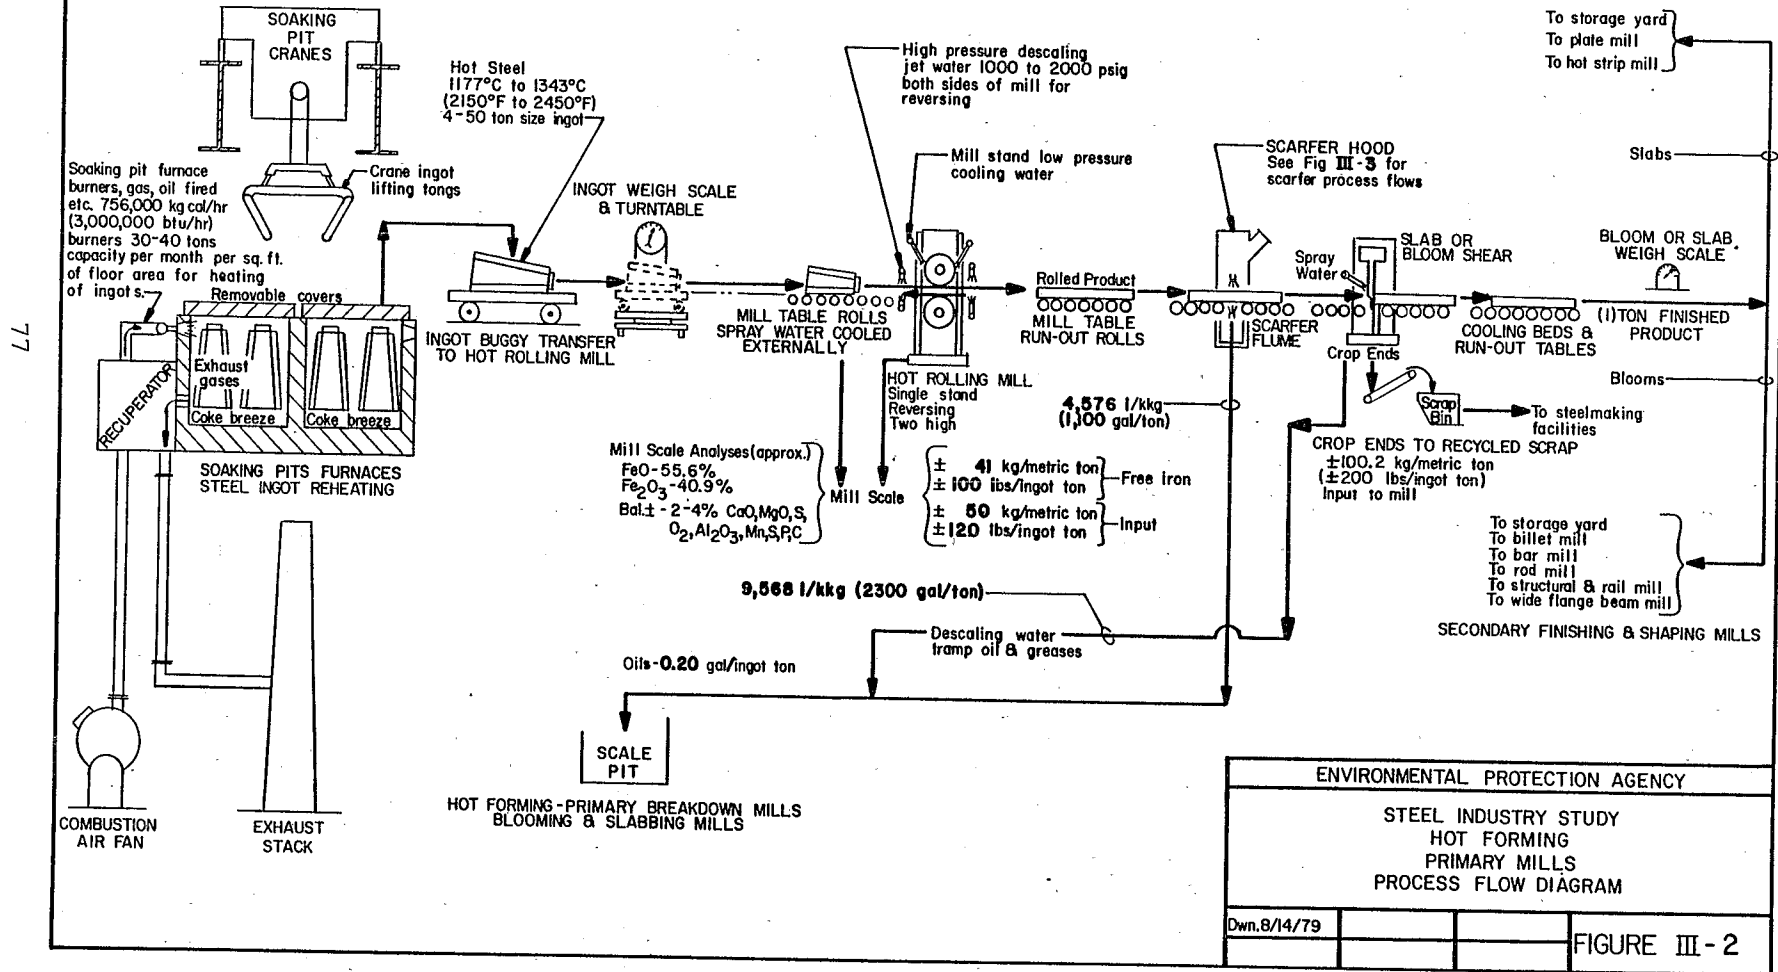 77
SOAKING
PIT
CRANES
Crane ingot
lifting tongs
Soaking pit furnace
burners, gas, oil fired
etc. 756,000 kg cal/hr
(3,000,000 btu/hr)
burners 30-40 tons
capacity per month per sq. ft.
of floor area for heating
of ingots.
Removable covers
Exhaust
gases
Coke breeze
Coke breeze
RECUPERATOR
SOAKING PITS FURNACES
STEEL INGOT REHEATING
COMBUSTION
AIR FAN
EXHAUST
STACK
Hot Steel
1177°C to 1343°C
(2150°F to 2450°F)
4-50 ton size ingot
INGOT BUGGY TRANSFER
TO HOT ROLLING MILL
INGOT WEIGH SCALE
& TURNTABLE
MILL TABLE ROLLS
SPRAY WATER COOLED
EXTERNALLY
High pressure descaling
jet water 1000 to 2000 psig
both sides of mill for
reversing
Mill stand low pressure
cooling water
HOT ROLLING MILL
Single stand
Reversing
Two high
Rolled Product
MILL TABLE
RUN-OUT ROLLS
SCARFER HOOD
See Fig III-3 for
scarfer process flows
SCARFER
FLUME
Spray
Water
SLAB OR
BLOOM SHEAR
Crop Ends
BLOOM OR SLAB
WEIGH SCALE
COOLING BEDS &
RUN-OUT TABLES
(1) TON FINISHED
PRODUCT
To storage yard
To plate mill
To hot strip mill
Slabs
Blooms
Scrap
Bin
To steelmaking
facilities
CROP ENDS TO RECYCLED SCRAP
±100.2 kg/metric ton
(±200 lbs/ingot ton)
Input to mill
4,576 l/kkg
(1,100 gal/ton)
Mill Scale Analyses (approx.)
FeO-55.6%
Fe2O3-40.9%
Bal.± - 2-4% CaO, MgO, S,
O2, Al2O3, Mn, S, P, C
Mill Scale
± 41 kg/metric ton
± 100 lbs/ingot ton
Free iron
± 50 kg/metric ton
± 120 lbs/ingot ton
Input
To storage yard
To billet mill
To bar mill
To rod mill
To structural & rail mill
To wide flange beam mill
SECONDARY FINISHING & SHAPING MILLS
9,568 l/kkg (2300 gal/ton)
Descaling water
tramp oil & greases
Oils-0.20 gal/ingot ton
SCALE
PIT
HOT FORMING-PRIMARY BREAKDOWN MILLS
BLOOMING & SLABBING MILLS
ENVIRONMENTAL PROTECTION AGENCY
STEEL INDUSTRY STUDY
HOT FORMING
PRIMARY MILLS
PROCESS FLOW DIAGRAM
Dwn. 8/14/79
FIGURE III-2